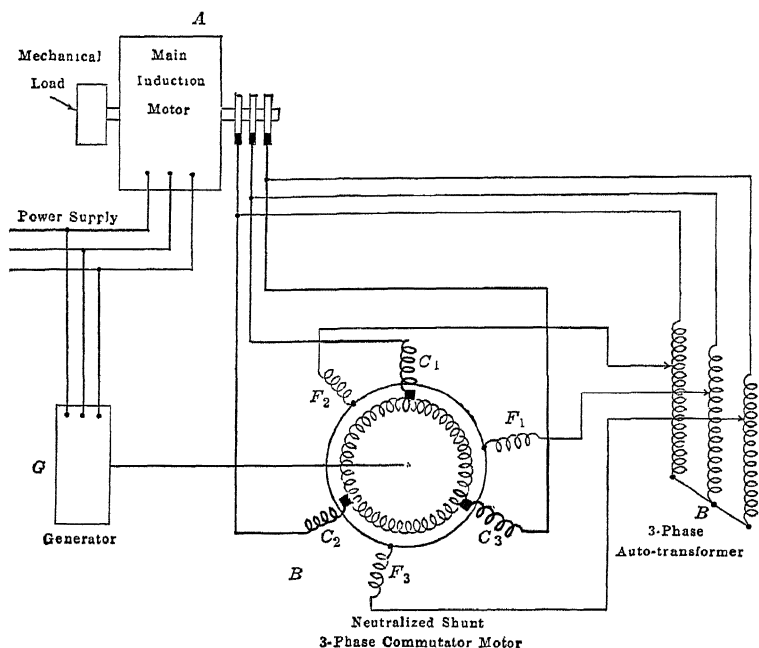 A
Mechanical
Load
Main
Induction
Motor
Power Supply
C1
F2
F1
G
C2
C3
B
3-Phase
Auto-transformer
Generator
B
F3
Neutralized Shunt
3-Phase Commutator Motor